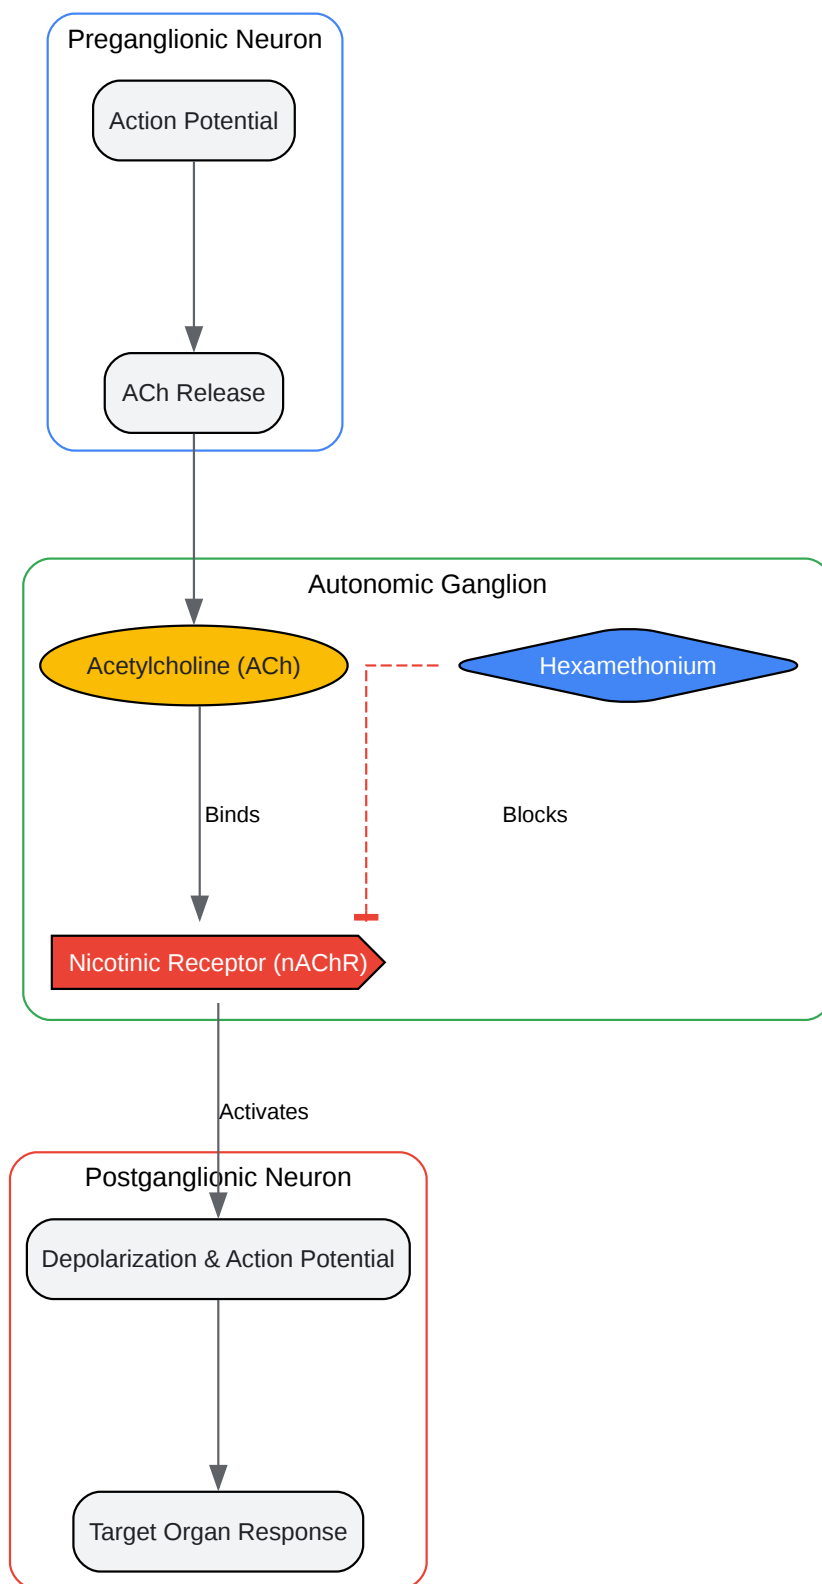 Preganglionic Neuron
Action Potential
ACh Release
Autonomic Ganglion
Acetylcholine (ACh)
Hexamethonium
Binds
Blocks
Nicotinic Receptor (nAChR)
Activates
Postganglionic Neuron
Depolarization & Action Potential
Target Organ Response